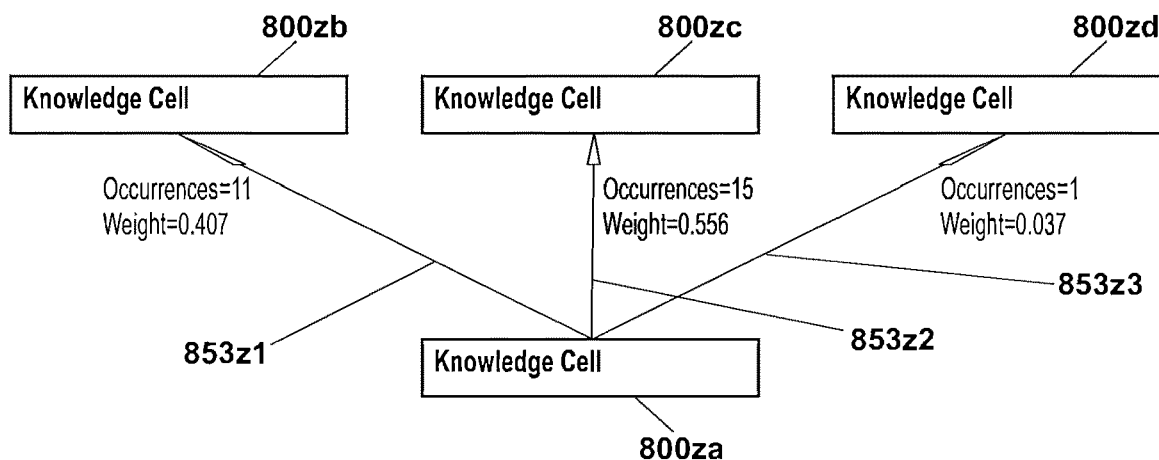 800zb
800zc
800zd
Knowledge Cell
Knowledge Cell
Knowledge Cell
Occurrences=11
Weight=0.407
Occurrences=15
Weight=0.556
Occurrences=1
Weight=0.037
853z3
853z2
853z1
Knowledge Cell
800za